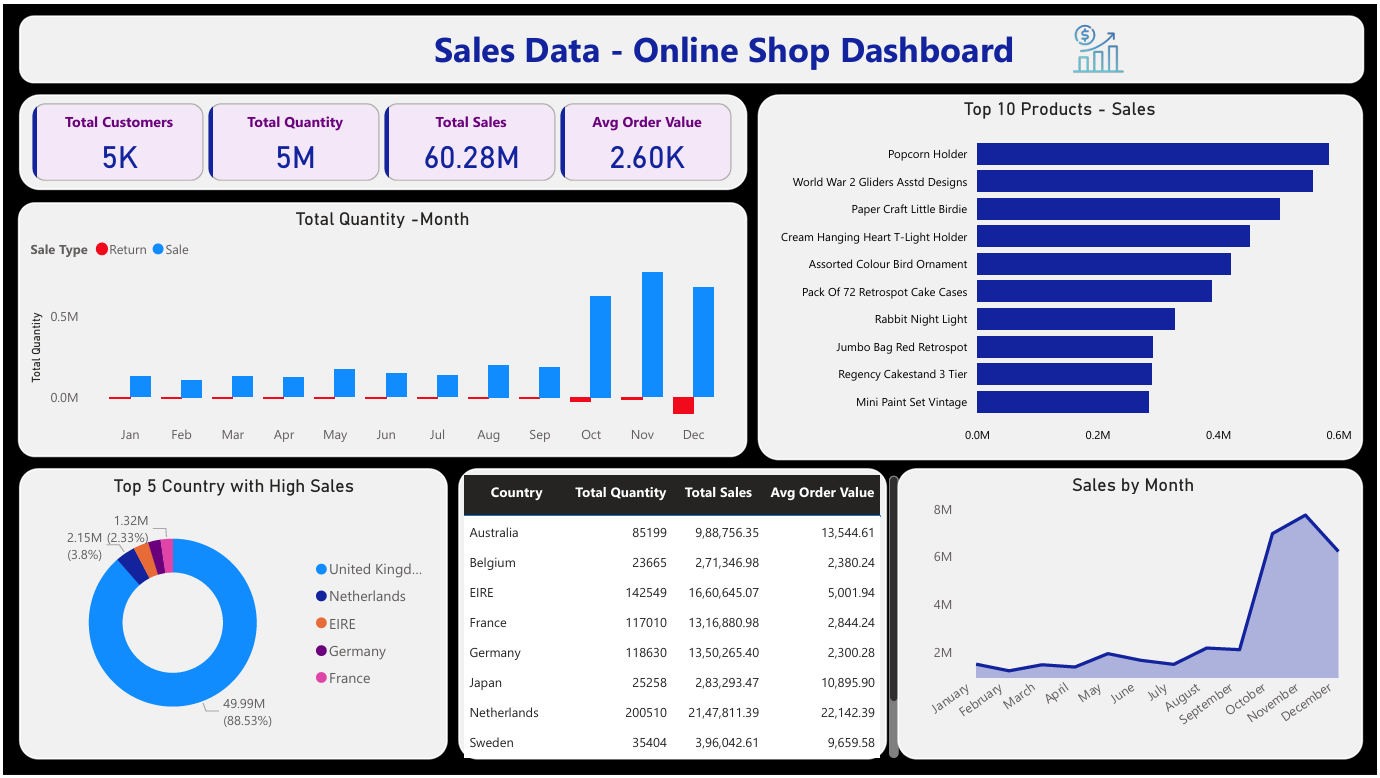 Sales Data - Online Shop Dashboard
Total Customers
5K
Total Quantity
5M
Total Sales
60.28M
Avg Order Value
2.60K
Top 10 Products - Sales
Popcorn Holder
World War 2 Gliders Asstd Designs
Paper Craft Little Birdie
Cream Hanging Heart T-Light Holder
Assorted Colour Bird Ornament
Pack Of 72 Retrospot Cake Cases
Rabbit Night Light
Jumbo Bag Red Retrospot
Regency Cakestand 3 Tier
Mini Paint Set Vintage
0.0M 0.2M 0.4M 0.6M
Total Quantity -Month
Sale Type Return Sale
Total Quantity
0.5M
0.0M
Jan Feb Mar Apr May Jun Jul Aug Sep Oct Nov Dec
Top 5 Country with High Sales
1.32M
(2.33%)
2.15M
(3.8%)
49.99M
(88.53%)
United Kingd...
Netherlands
EIRE
Germany
France
Country Total Quantity Total Sales Avg Order Value
Australia 85199 9,88,756.35 13,544.61
Belgium 23665 2,71,346.98 2,380.24
EIRE 142549 16,60,645.07 5,001.94
France 117010 13,16,880.98 2,844.24
Germany 118630 13,50,265.40 2,300.28
Japan 25258 2,83,293.47 10,895.90
Netherlands 200510 21,47,811.39 22,142.39
Sweden 35404 3,96,042.61 9,659.58
Sales by Month
8M
6M
4M
2M
January February March April May June July August September October November December